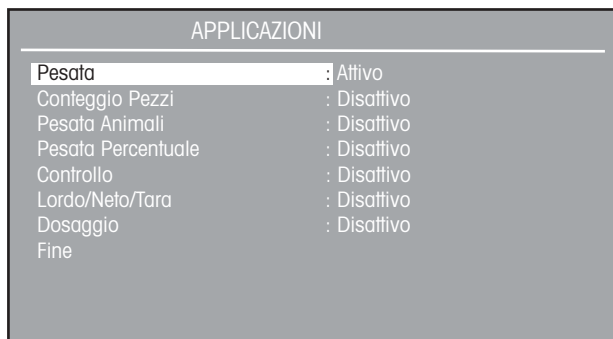 APPLICAZIONI
Pesata : Attivo
Conteggio Pezzi : Disattivo
Pesata Animali : Disattivo
Pesata Percentuale : Disattivo
Controllo : Disattivo
Lordo/Neto/Tara : Disattivo
Dosaggio : Disattivo
Fine